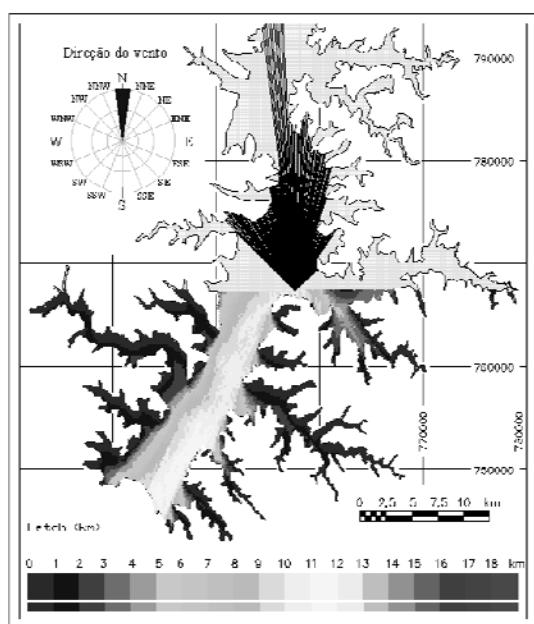 Direção do vento
790000
N
NNW NNE
NW NE
WNW ENE
W E
WSW ESE
SW SE
SSW SSE
S
780000
760000
770000
780000
750000
0 2,5 5 7,5 10 km
Fetch (km)
0 1 2 3 4 5 6 7 8 9 10 11 12 13 14 15 16 17 18 km